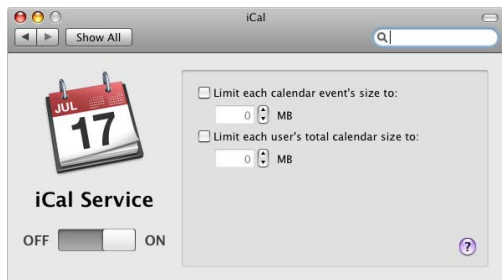 iCal
Show All
JUL
17
Limit each calendar event's size to:
0 MB
Limit each user's total calendar size to:
0 MB
iCal Service
OFF ON
?